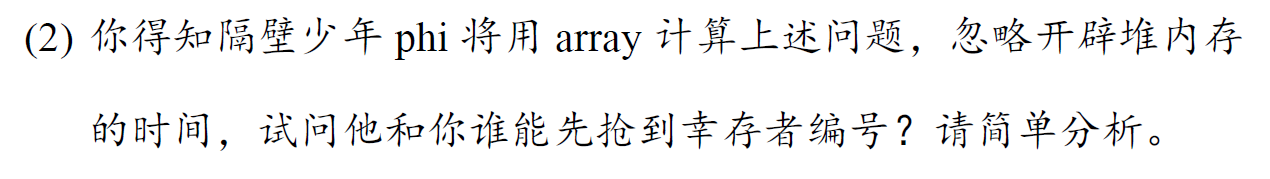 (2) 你得知隔壁少年 phi 将用 array 计算上述问题，忽略开辟堆内存
的时间，试问他和你谁能先抢到幸存者编号？请简单分析。